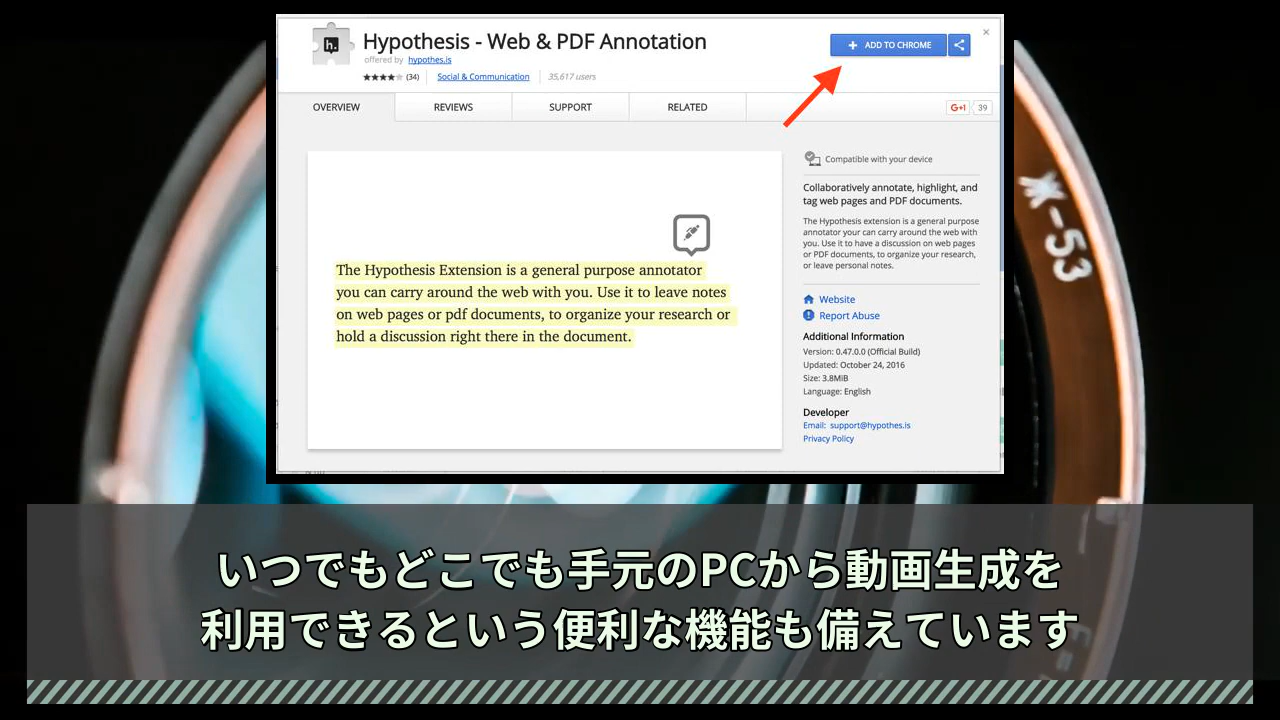 h.
Hypothesis - Web & PDF Annotation
offered by hypothes.is
(34) Social & Communication 35,617 users
+ ADD TO CHROME
×
OVERVIEW REVIEWS SUPPORT RELATED
G+1 39
Compatible with your device
Collaboratively annotate, highlight, and
tag web pages and PDF documents.
The Hypothesis extension is a general purpose
annotator your can carry around the web with
you. Use it to have a discussion on web pages
or PDF documents, to organize your research,
or leave personal notes.
The Hypothesis Extension is a general purpose annotator
you can carry around the web with you. Use it to leave notes
on web pages or pdf documents, to organize your research or
hold a discussion right there in the document.
Website
Report Abuse
Additional Information
Version: 0.47.0.0 (Official Build)
Updated: October 24, 2016
Size: 3.8MiB
Language: English
Developer
Email: support@hypothes.is
Privacy Policy
Ж-53
いつでもどこでも手元のPCから動画生成を
利用できるという便利な機能も備えています